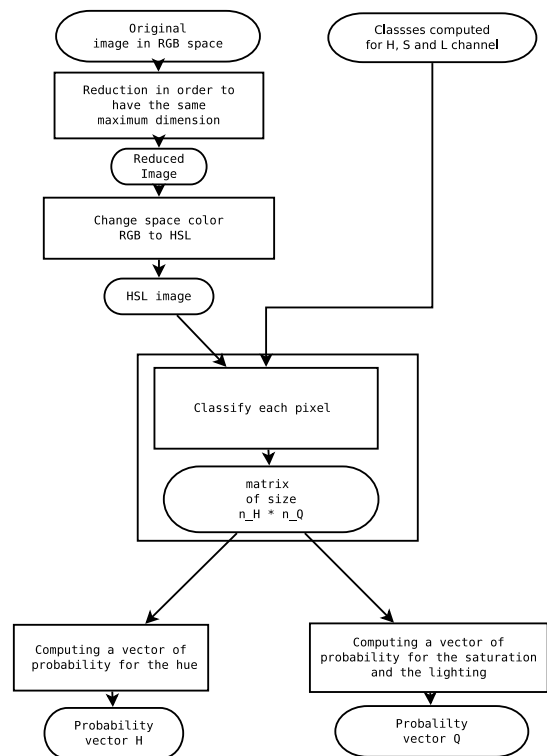 Original
image in RGB space
Classses computed
for H, S and L channel
Reduction in order to
have the same
maximum dimension
Reduced
Image
Change space color
RGB to HSL
HSL image
Classify each pixel
matrix
of size
n_H * n_Q
Computing a vector of
probability for the hue
Computing a vector of
probability for the saturation
and the lighting
Probability
vector H
Probalilty
vector Q